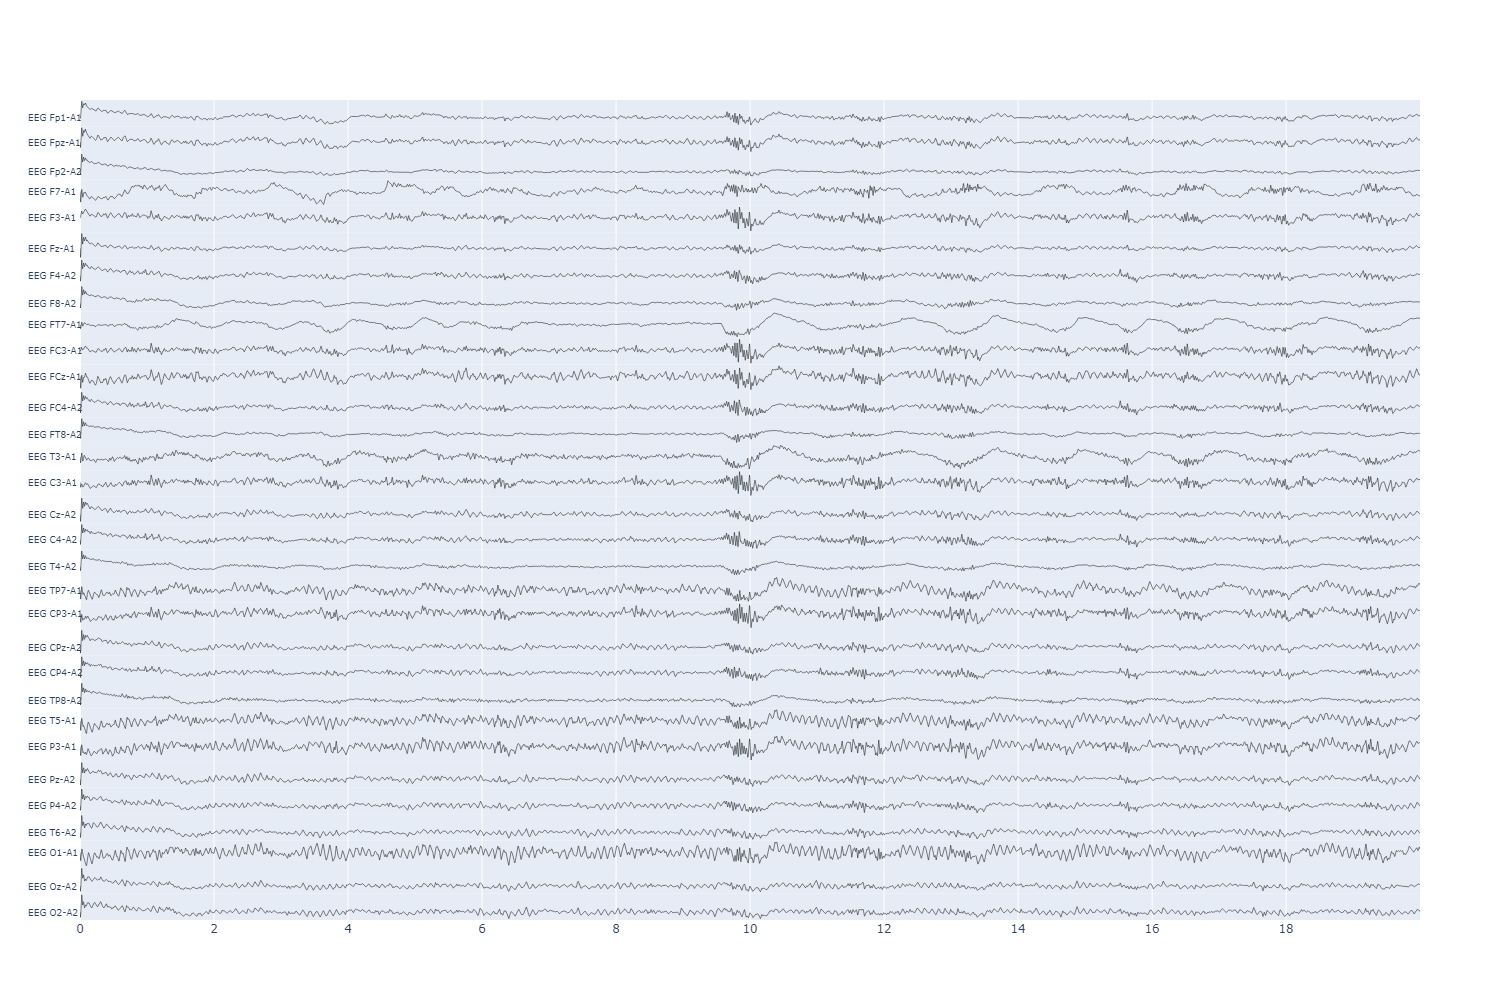 EEG Fp1-A1
EEG Fpz-A1
EEG Fp2-A2
EEG F7-A1
EEG F3-A1
EEG Fz-A1
EEG F4-A2
EEG F8-A2
EEG FT7-A1
EEG FC3-A1
EEG FCz-A1
EEG FC4-A2
EEG FT8-A2
EEG T3-A1
EEG C3-A1
EEG Cz-A2
EEG C4-A2
EEG T4-A2
EEG TP7-A1
EEG CP3-A1
EEG CPz-A2
EEG CP4-A2
EEG TP8-A2
EEG T5-A1
EEG P3-A1
EEG Pz-A2
EEG P4-A2
EEG T6-A2
EEG O1-A1
EEG Oz-A2
EEG O2-A2
0 2 4 6 8 10 12 14 16 18